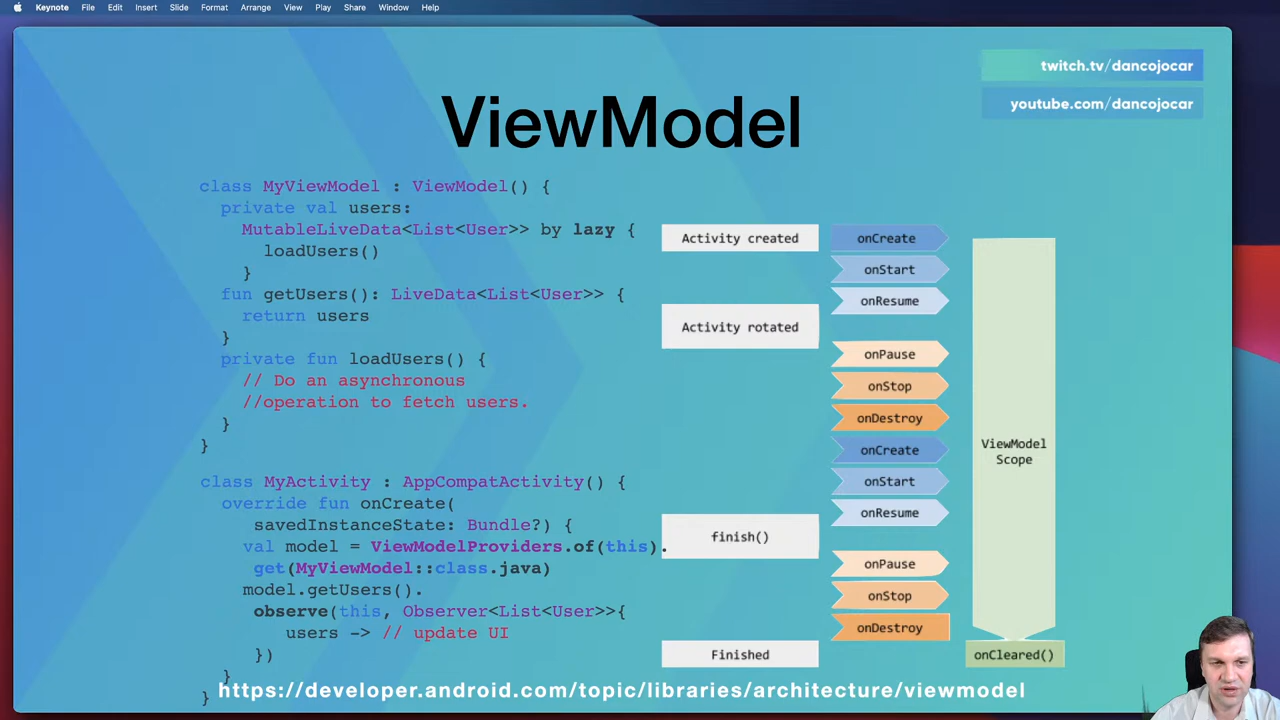 Keynote File Edit Insert Slide Format Arrange View Play Share Window Help
twitch.tv/dancojocar
youtube.com/dancojocar
ViewModel
class MyViewModel : ViewModel() {
private val users:
MutableLiveData<List<User>> by lazy {
loadUsers()
}
fun getUsers(): LiveData<List<User>> {
return users
}
private fun loadUsers() {
// Do an asynchronous
//operation to fetch users.
}
}
class MyActivity : AppCompatActivity() {
override fun onCreate(
savedInstanceState: Bundle?) {
val model = ViewModelProviders.of(this).
get(MyViewModel::class.java)
model.getUsers().
observe(this, Observer<List<User>>{
users -> // update UI
})
}
}
Activity created
onCreate
onStart
onResume
Activity rotated
onPause
onStop
onDestroy
onCreate
onStart
onResume
finish()
onPause
onStop
onDestroy
Finished
ViewModel
Scope
onCleared()
https://developer.android.com/topic/libraries/architecture/viewmodel